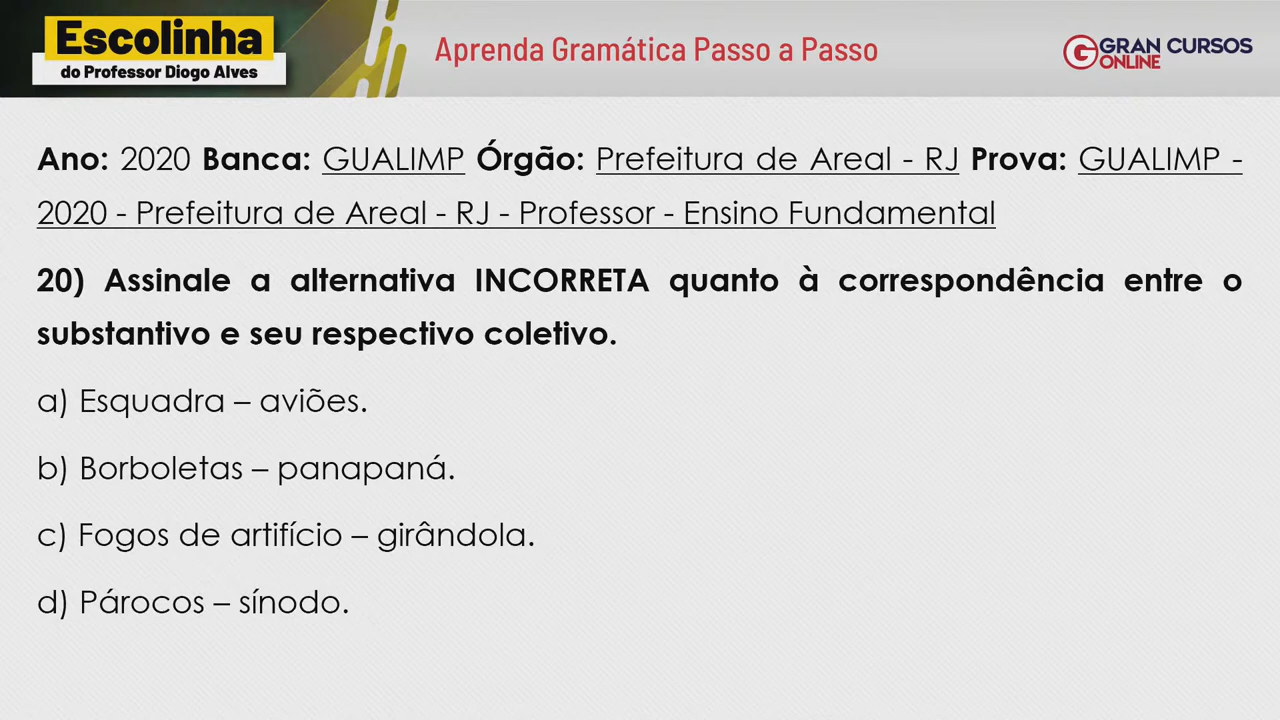 Escolinha
do Professor Diogo Alves
Aprenda Gramática Passo a Passo
GRAN CURSOS
ONLINE
Ano: 2020 Banca: GUALIMP Órgão: Prefeitura de Areal - RJ Prova: GUALIMP -
2020 - Prefeitura de Areal - RJ - Professor - Ensino Fundamental
20) Assinale a alternativa INCORRETA quanto à correspondência entre o
substantivo e seu respectivo coletivo.
a) Esquadra – aviões.
b) Borboletas – panapaná.
c) Fogos de artifício – girândola.
d) Párocos – sínodo.